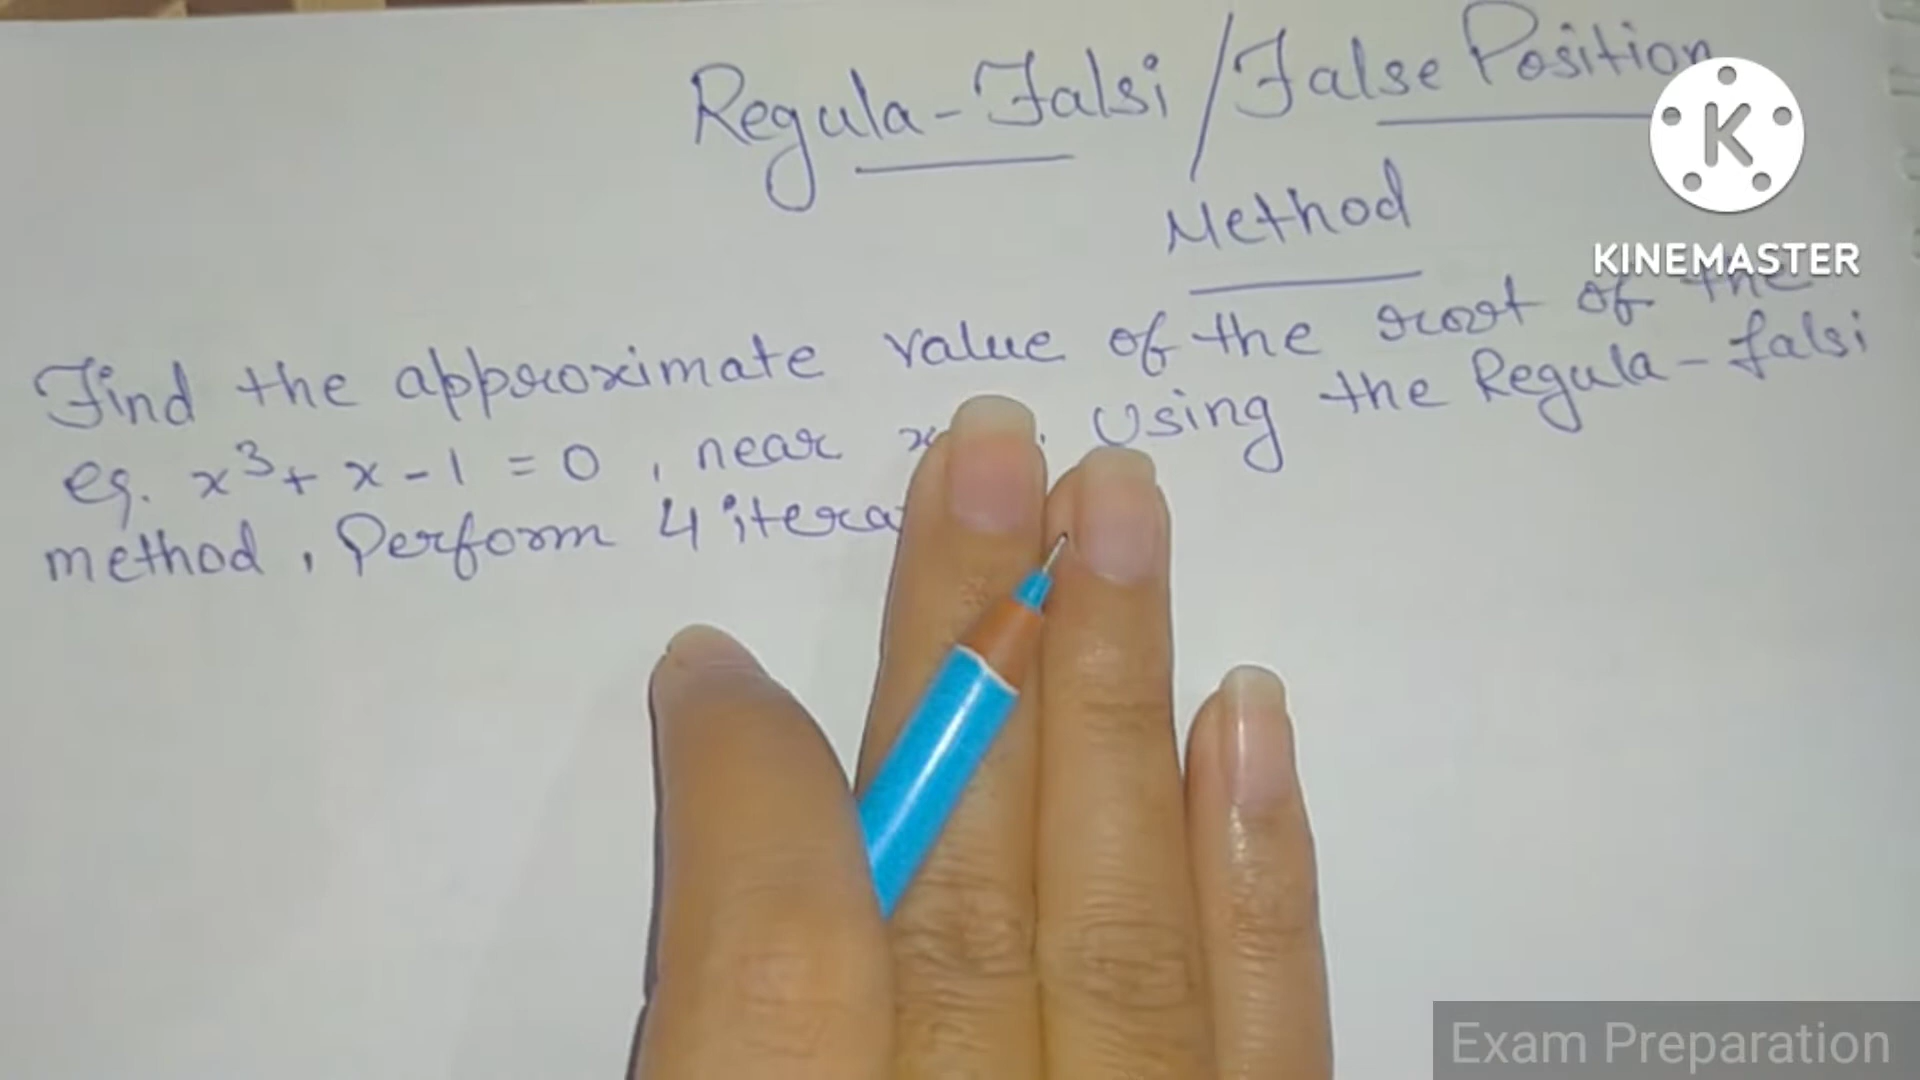 Regula-Falsi / False Position
Method
KINEMASTER
Find the approximate value of the root of the
eq. x³ + x - 1 = 0, near x . Using the Regula-falsi
method, Perform 4 itera
Exam Preparation